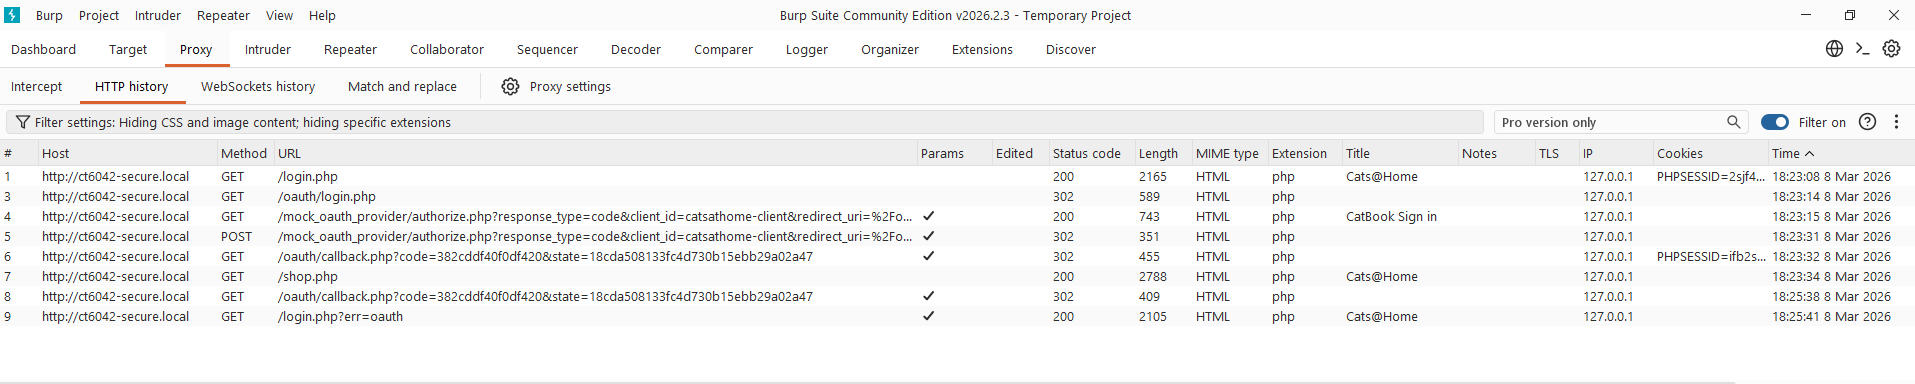 Burp Project Intruder Repeater View Help Burp Suite Community Edition v2026.2.3 - Temporary Project
Dashboard Target Proxy Intruder Repeater Collaborator Sequencer Decoder Comparer Logger Organizer Extensions Discover
Intercept HTTP history WebSockets history Match and replace Proxy settings
Filter settings: Hiding CSS and image content; hiding specific extensions Pro version only Filter on
# Host Method URL Params Edited Status code Length MIME type Extension Title Notes TLS IP Cookies Time
1 http://ct6042-secure.local GET /login.php 200 2165 HTML php Cats@Home 127.0.0.1 PHPSESSID=2sjf4... 18:23:08 8 Mar 2026
3 http://ct6042-secure.local GET /oauth/login.php 302 589 HTML php 127.0.0.1 18:23:14 8 Mar 2026
4 http://ct6042-secure.local GET /mock_oauth_provider/authorize.php?response_type=code&client_id=catsathome-client&redirect_uri=%2Fo... ✓ 200 743 HTML php CatBook Sign in 127.0.0.1 18:23:15 8 Mar 2026
5 http://ct6042-secure.local POST /mock_oauth_provider/authorize.php?response_type=code&client_id=catsathome-client&redirect_uri=%2Fo... ✓ 302 351 HTML php 127.0.0.1 18:23:31 8 Mar 2026
6 http://ct6042-secure.local GET /oauth/callback.php?code=382cddf40f0df420&state=18cda508133fc4d730b15ebb29a02a47 ✓ 302 455 HTML php 127.0.0.1 PHPSESSID=ifb2s... 18:23:32 8 Mar 2026
7 http://ct6042-secure.local GET /shop.php 200 2788 HTML php Cats@Home 127.0.0.1 18:23:34 8 Mar 2026
8 http://ct6042-secure.local GET /oauth/callback.php?code=382cddf40f0df420&state=18cda508133fc4d730b15ebb29a02a47 ✓ 302 409 HTML php 127.0.0.1 18:25:38 8 Mar 2026
9 http://ct6042-secure.local GET /login.php?err=oauth ✓ 200 2105 HTML php Cats@Home 127.0.0.1 18:25:41 8 Mar 2026